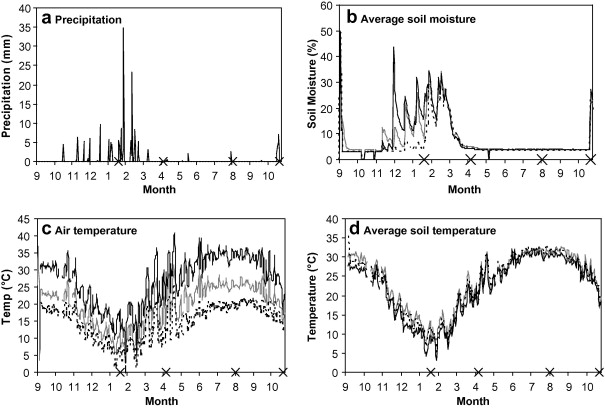 a Precipitation
Precipitation (mm)
40
35
30
25
20
15
10
5
0
9 10 11 12 1 2 3 4 5 6 7 8 9 10
Month
b Average soil moisture
Soil Moisture (%)
60
50
40
30
20
10
0
9 10 11 12 1 2 3 4 5 6 7 8 9 10
Month
c Air temperature
Temp (°C)
45
40
35
30
25
20
15
10
5
0
9 10 11 12 1 2 3 4 5 6 7 8 9 10
Month
d Average soil temperature
Temperature (°C)
40
35
30
25
20
15
10
5
0
9 10 11 12 1 2 3 4 5 6 7 8 9 10
Month